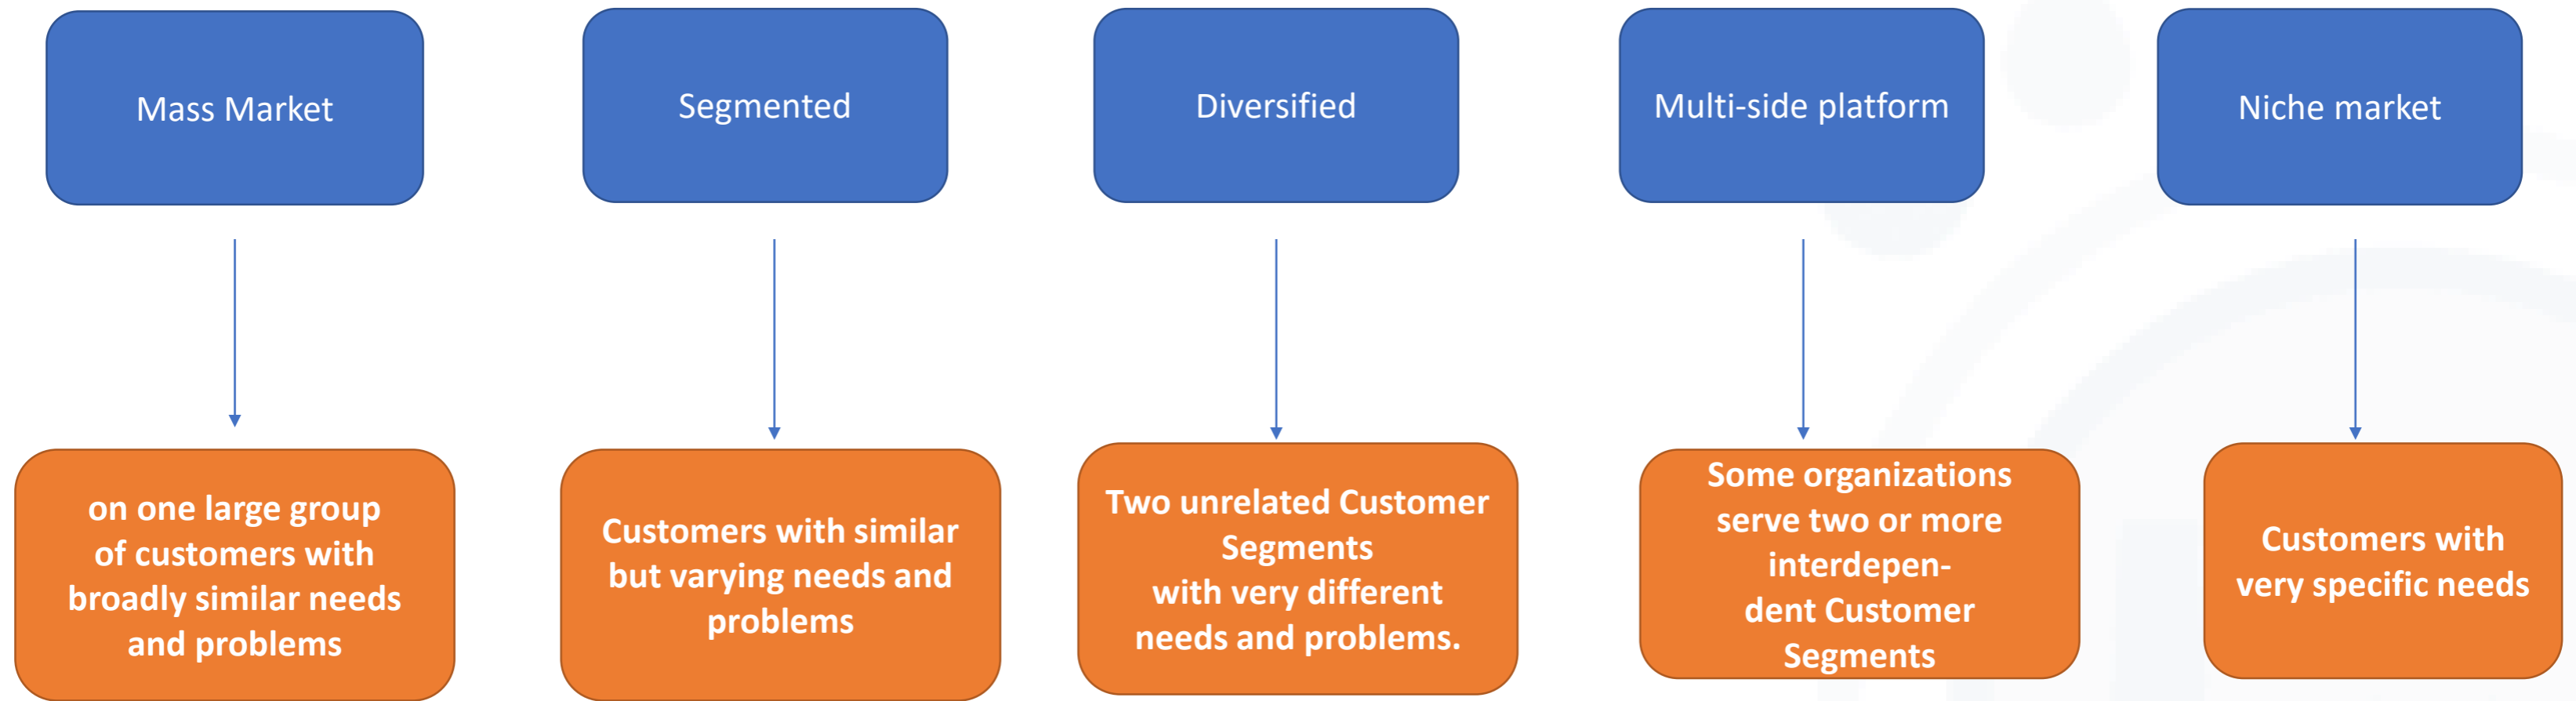 Mass Market
Segmented
Diversified
Multi-side platform
Niche market
on one large group
of customers with
broadly similar needs
and problems
Customers with similar
but varying needs and
problems
Two unrelated Customer
Segments
with very different
needs and problems.
Some organizations
serve two or more
interdepen-
dent Customer
Segments
Customers with
very specific needs